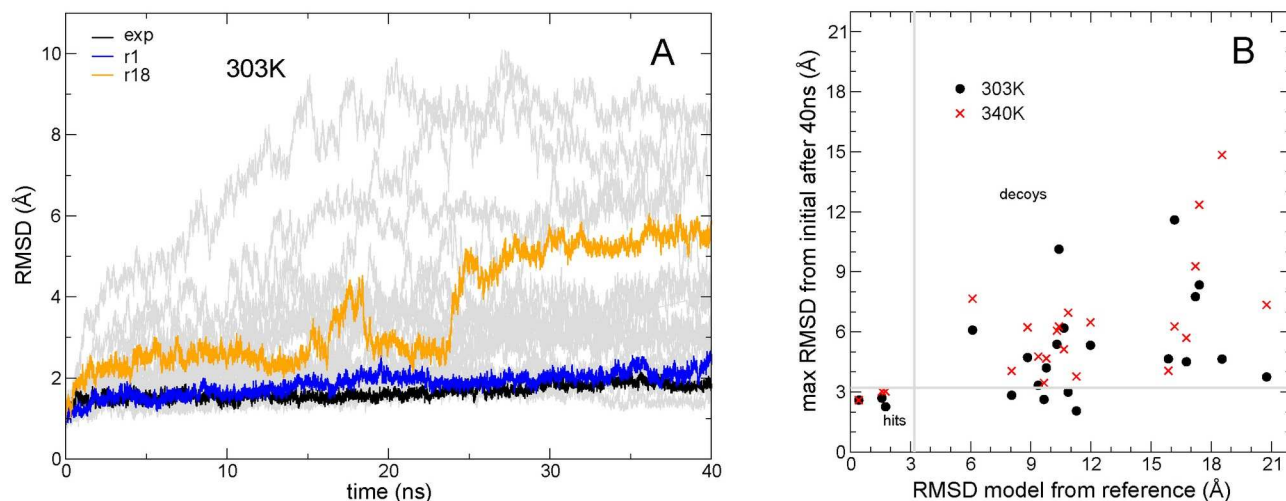 exp
r1
r18
303K
A
10
8
6
4
2
0
RMSD (Å)
0
10
20
30
40
time (ns)
B
303K
340K
decoys
hits
21
18
15
12
9
6
3
0
max RMSD from initial after 40ns (Å)
0
3
6
9
12
15
18
21
RMSD model from reference (Å)